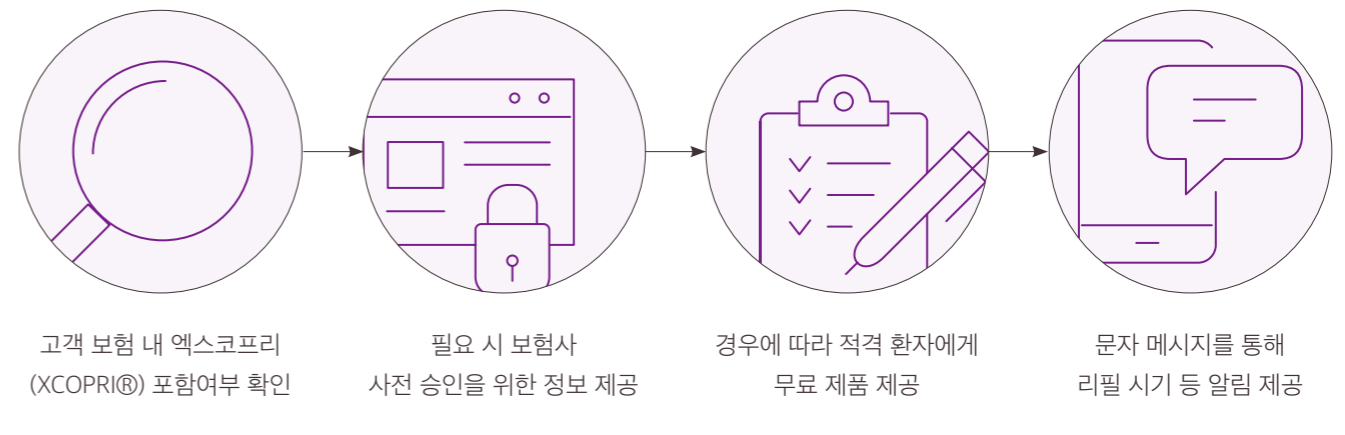 고객 보험 내 엑스코프리
(XCOPRI®) 포함여부 확인
필요 시 보험사
사전 승인을 위한 정보 제공
경우에 따라 적격 환자에게
무료 제품 제공
문자 메시지를 통해
리필 시기 등 알림 제공